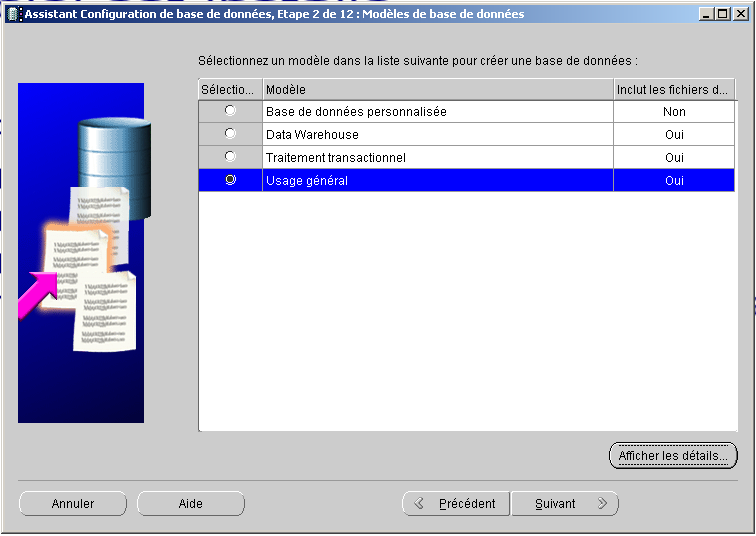 Assistant Configuration de base de données, Etape 2 de 12 : Modèles de base de données
Sélectionnez un modèle dans la liste suivante pour créer une base de données :
Sélectio... Modèle Inclut les fichiers d...
Base de données personnalisée Non
Data Warehouse Oui
Traitement transactionnel Oui
Usage général Oui
Afficher les détails...
Annuler Aide Précédent Suivant